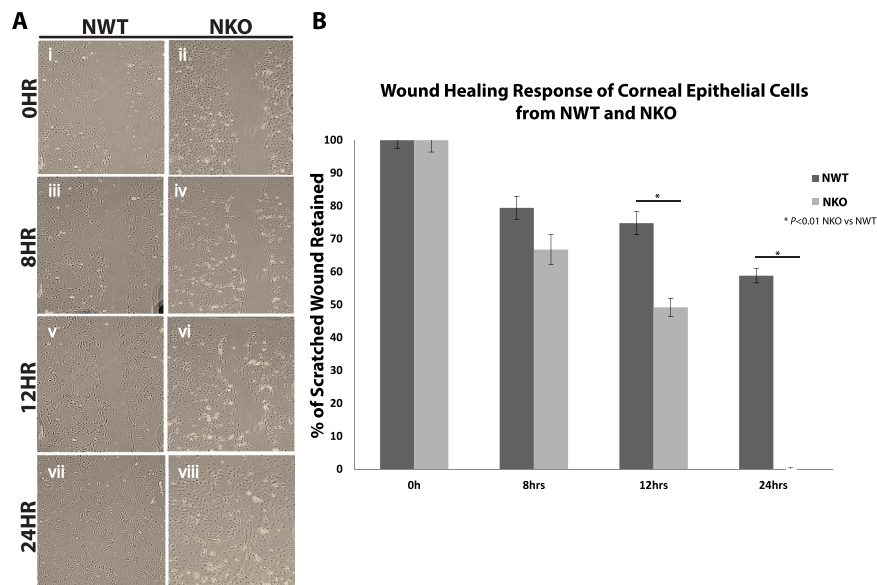 A
NWT NKO
0HR
i ii
8HR
iii iv
12HR
v vi
24HR
vii viii
B
Wound Healing Response of Corneal Epithelial Cells
from NWT and NKO
% of Scratched Wound Retained
100
90
80
70
60
50
40
30
20
10
0
0h 8hrs 12hrs 24hrs
*
*
NWT
NKO
* P<0.01 NKO vs NWT